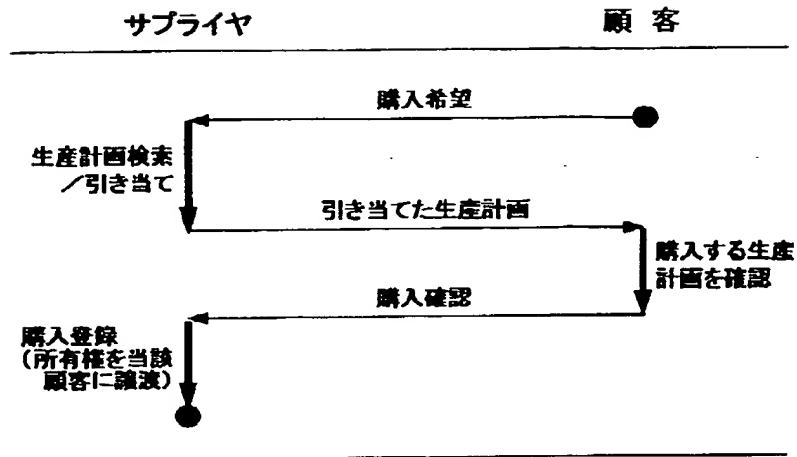 サプライヤ
顧客
購入希望
生産計画検索
／引き当て
引き当てた生産計画
購入する生産
計画を確認
購入確認
購入登録
（所有権を当該
顧客に譲渡）